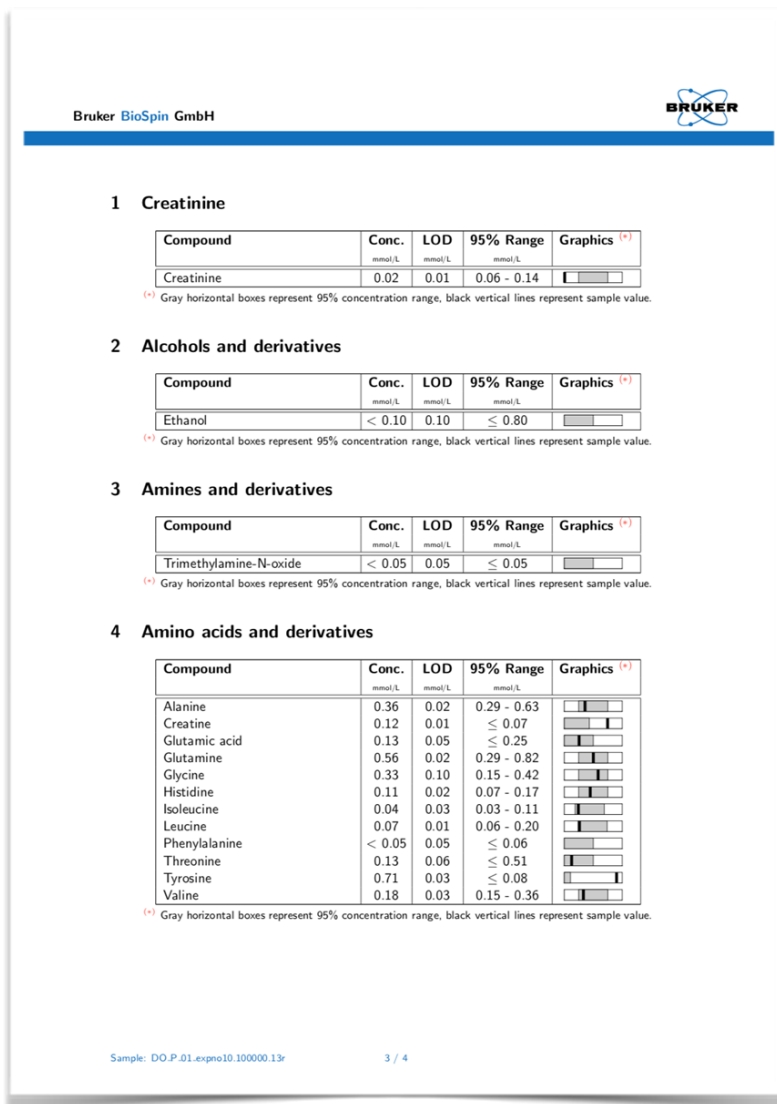 Bruker BioSpin GmbH
BRUKER
1 Creatinine
Compound Conc. LOD 95% Range Graphics (*)
mmol/L mmol/L mmol/L
Creatinine 0.02 0.01 0.06 - 0.14
(*) Gray horizontal boxes represent 95% concentration range, black vertical lines represent sample value.
2 Alcohols and derivatives
Compound Conc. LOD 95% Range Graphics (*)
mmol/L mmol/L mmol/L
Ethanol < 0.10 0.10 ≤ 0.80
(*) Gray horizontal boxes represent 95% concentration range, black vertical lines represent sample value.
3 Amines and derivatives
Compound Conc. LOD 95% Range Graphics (*)
mmol/L mmol/L mmol/L
Trimethylamine-N-oxide < 0.05 0.05 ≤ 0.05
(*) Gray horizontal boxes represent 95% concentration range, black vertical lines represent sample value.
4 Amino acids and derivatives
Compound Conc. LOD 95% Range Graphics (*)
mmol/L mmol/L mmol/L
Alanine 0.36 0.02 0.29 - 0.63
Creatine 0.12 0.01 ≤ 0.07
Glutamic acid 0.13 0.05 ≤ 0.25
Glutamine 0.56 0.02 0.29 - 0.82
Glycine 0.33 0.10 0.15 - 0.42
Histidine 0.11 0.02 0.07 - 0.17
Isoleucine 0.04 0.03 0.03 - 0.11
Leucine 0.07 0.01 0.06 - 0.20
Phenylalanine < 0.05 0.05 ≤ 0.06
Threonine 0.13 0.06 ≤ 0.51
Tyrosine 0.71 0.03 ≤ 0.08
Valine 0.18 0.03 0.15 - 0.36
(*) Gray horizontal boxes represent 95% concentration range, black vertical lines represent sample value.
Sample: DO.P.01.expno10.100000.13r 3 / 4